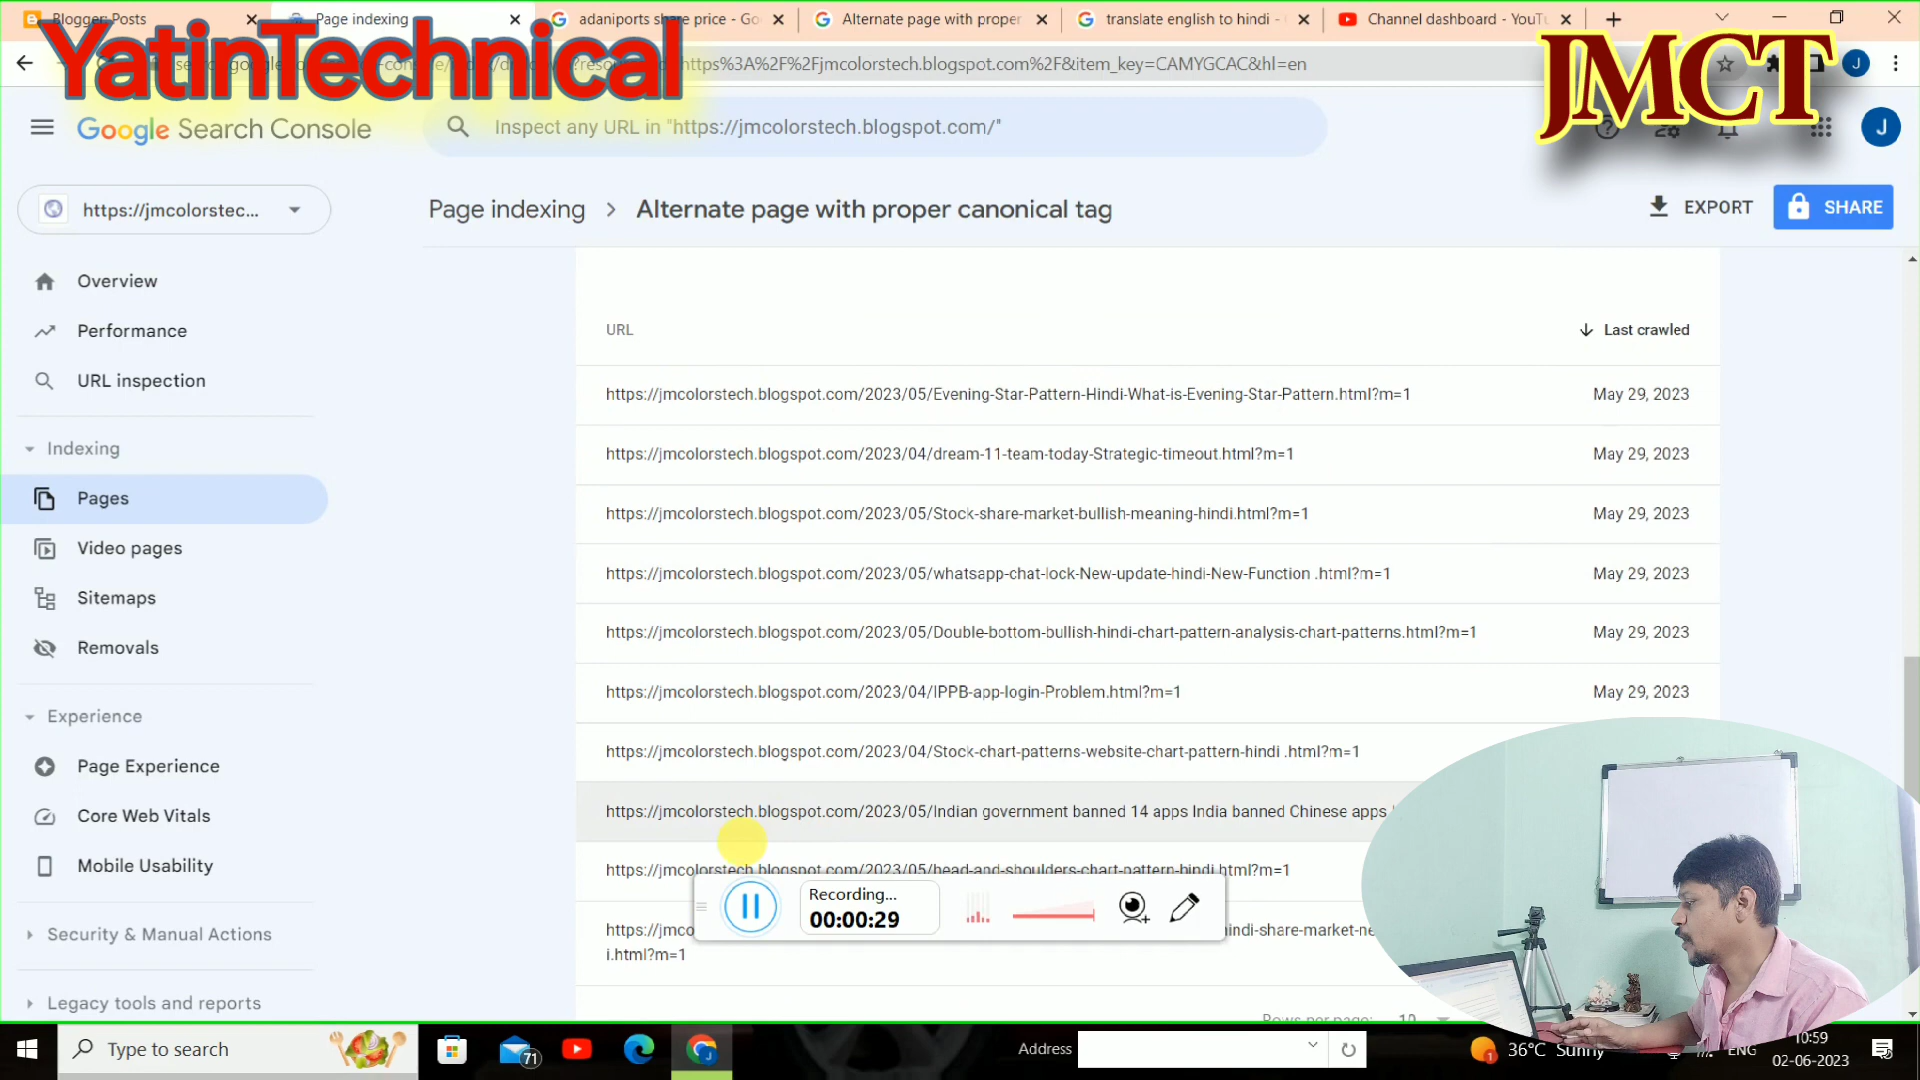 Blogger: Posts
Page indexing
adaniports share price - Go
Alternate page with proper
translate english to hindi -
Channel dashboard - YouTu
YatinTechnical
JMCT
https%3A%2F%2Fjmcolorstech.blogspot.com%2F&item_key=CAMYGCAC&hl=en
J
Google Search Console
Inspect any URL in "https://jmcolorstech.blogspot.com/"
J
https://jmcolorstec...
Page indexing > Alternate page with proper canonical tag
EXPORT
SHARE
Overview
Performance
URL inspection
Indexing
Pages
Video pages
Sitemaps
Removals
Experience
Page Experience
Core Web Vitals
Mobile Usability
Security & Manual Actions
Legacy tools and reports
URL
Last crawled
https://jmcolorstech.blogspot.com/2023/05/Evening-Star-Pattern-Hindi-What-is-Evening-Star-Pattern.html?m=1 May 29, 2023
https://jmcolorstech.blogspot.com/2023/04/dream-11-team-today-Strategic-timeout.html?m=1 May 29, 2023
https://jmcolorstech.blogspot.com/2023/05/Stock-share-market-bullish-meaning-hindi.html?m=1 May 29, 2023
https://jmcolorstech.blogspot.com/2023/05/whatsapp-chat-lock-New-update-hindi-New-Function .html?m=1 May 29, 2023
https://jmcolorstech.blogspot.com/2023/05/Double-bottom-bullish-hindi-chart-pattern-analysis-chart-patterns.html?m=1 May 29, 2023
https://jmcolorstech.blogspot.com/2023/04/IPPB-app-login-Problem.html?m=1 May 29, 2023
https://jmcolorstech.blogspot.com/2023/04/Stock-chart-patterns-website-chart-pattern-hindi .html?m=1
https://jmcolorstech.blogspot.com/2023/05/Indian government banned 14 apps India banned Chinese apps
https://jmcolorstech.blogspot.com/2023/05/head-and-shoulders-chart-pattern-hindi.html?m=1
https://jmc
indi-share-market-ne
i.html?m=1
Rows per page: 10
Recording...
00:00:29
Type to search
71
Address
1
36°C Sunny
ENG
10:59
02-06-2023